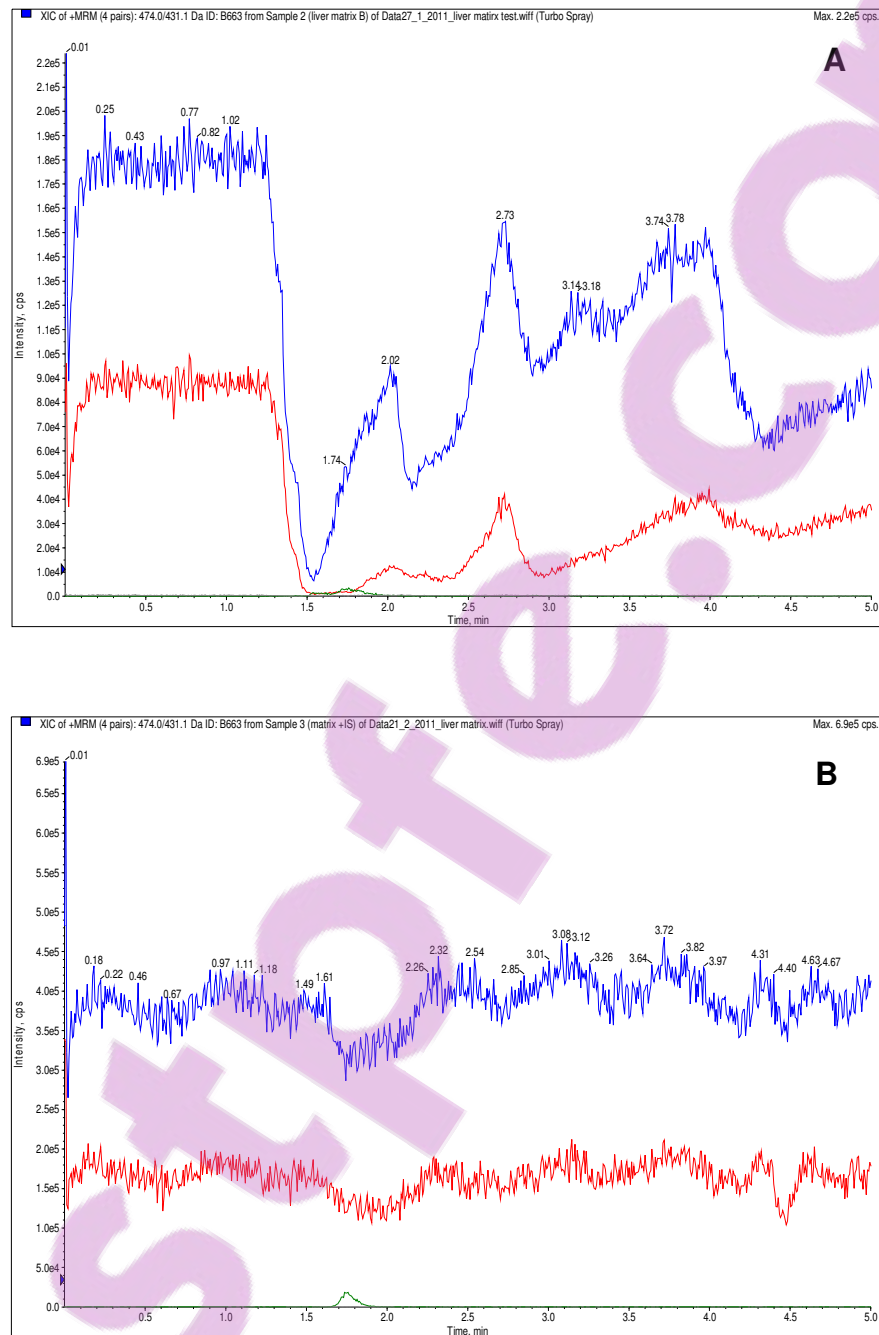 XIC of +MRM (4 pairs): 474.0/431.1 Da ID: B663 from Sample 2 (liver matrix B) of Data27_1_2011_liver matirx test.wiff (Turbo Spray)
Max. 2.2e5 cps.
A
0.01
2.2e5
2.1e5
2.0e5
1.9e5
1.8e5
1.7e5
1.6e5
1.5e5
1.4e5
1.3e5
1.2e5
1.1e5
1.0e5
9.0e4
8.0e4
7.0e4
6.0e4
5.0e4
4.0e4
3.0e4
2.0e4
1.0e4
0.0
Intensity, cps
0.25
0.43
0.77
0.82
1.02
1.74
2.02
2.73
3.14
3.18
3.74
3.78
0.5 1.0 1.5 2.0 2.5 3.0 3.5 4.0 4.5 5.0
Time, min
XIC of +MRM (4 pairs): 474.0/431.1 Da ID: B663 from Sample 3 (matrix +IS) of Data21_2_2011_liver matrix.wiff (Turbo Spray)
Max. 6.9e5 cps.
B
0.01
6.9e5
6.5e5
6.0e5
5.5e5
5.0e5
4.5e5
4.0e5
3.5e5
3.0e5
2.5e5
2.0e5
1.5e5
1.0e5
5.0e4
0.0
Intensity, cps
0.18
0.22
0.46
0.67
0.97
1.11
1.18
1.49
1.61
2.26
2.32
2.54
2.85
3.01
3.08
3.12
3.26
3.64
3.72
3.82
3.97
4.31
4.40
4.63
4.67
0.5 1.0 1.5 2.0 2.5 3.0 3.5 4.0 4.5 5.0
Time, min
stpfe.co